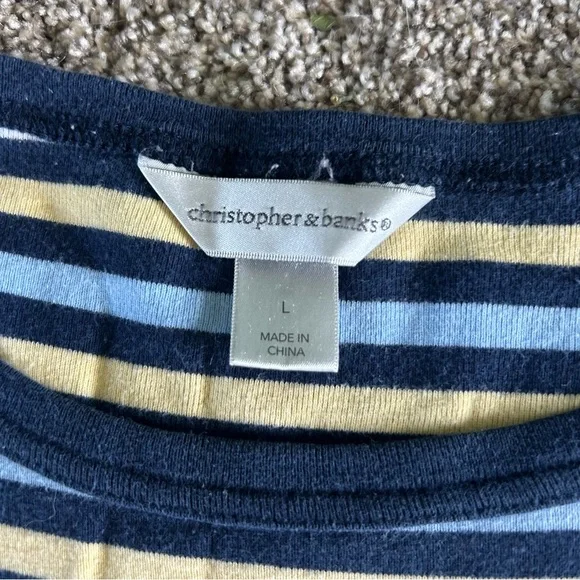 christopher & banks®
L
MADE IN
CHINA